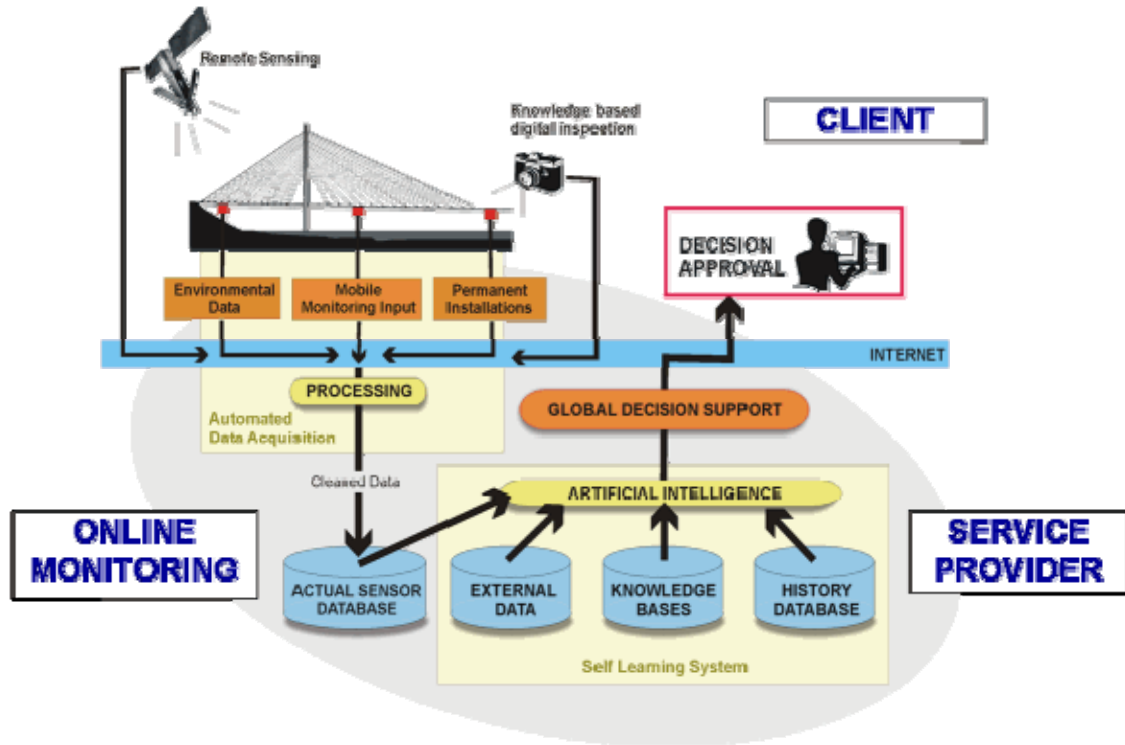 Remote Sensing
Knowledge based
digital inspection
CLIENT
DECISION
APPROVAL
Environmental
Data
Mobile
Monitoring Input
Permanent
Installations
INTERNET
PROCESSING
Automated
Data Acquisition
GLOBAL DECISION SUPPORT
Cleaned Data
ARTIFICIAL INTELLIGENCE
ONLINE
MONITORING
SERVICE
PROVIDER
ACTUAL SENSOR
DATABASE
EXTERNAL
DATA
KNOWLEDGE
BASES
HISTORY
DATABASE
Self Learning System